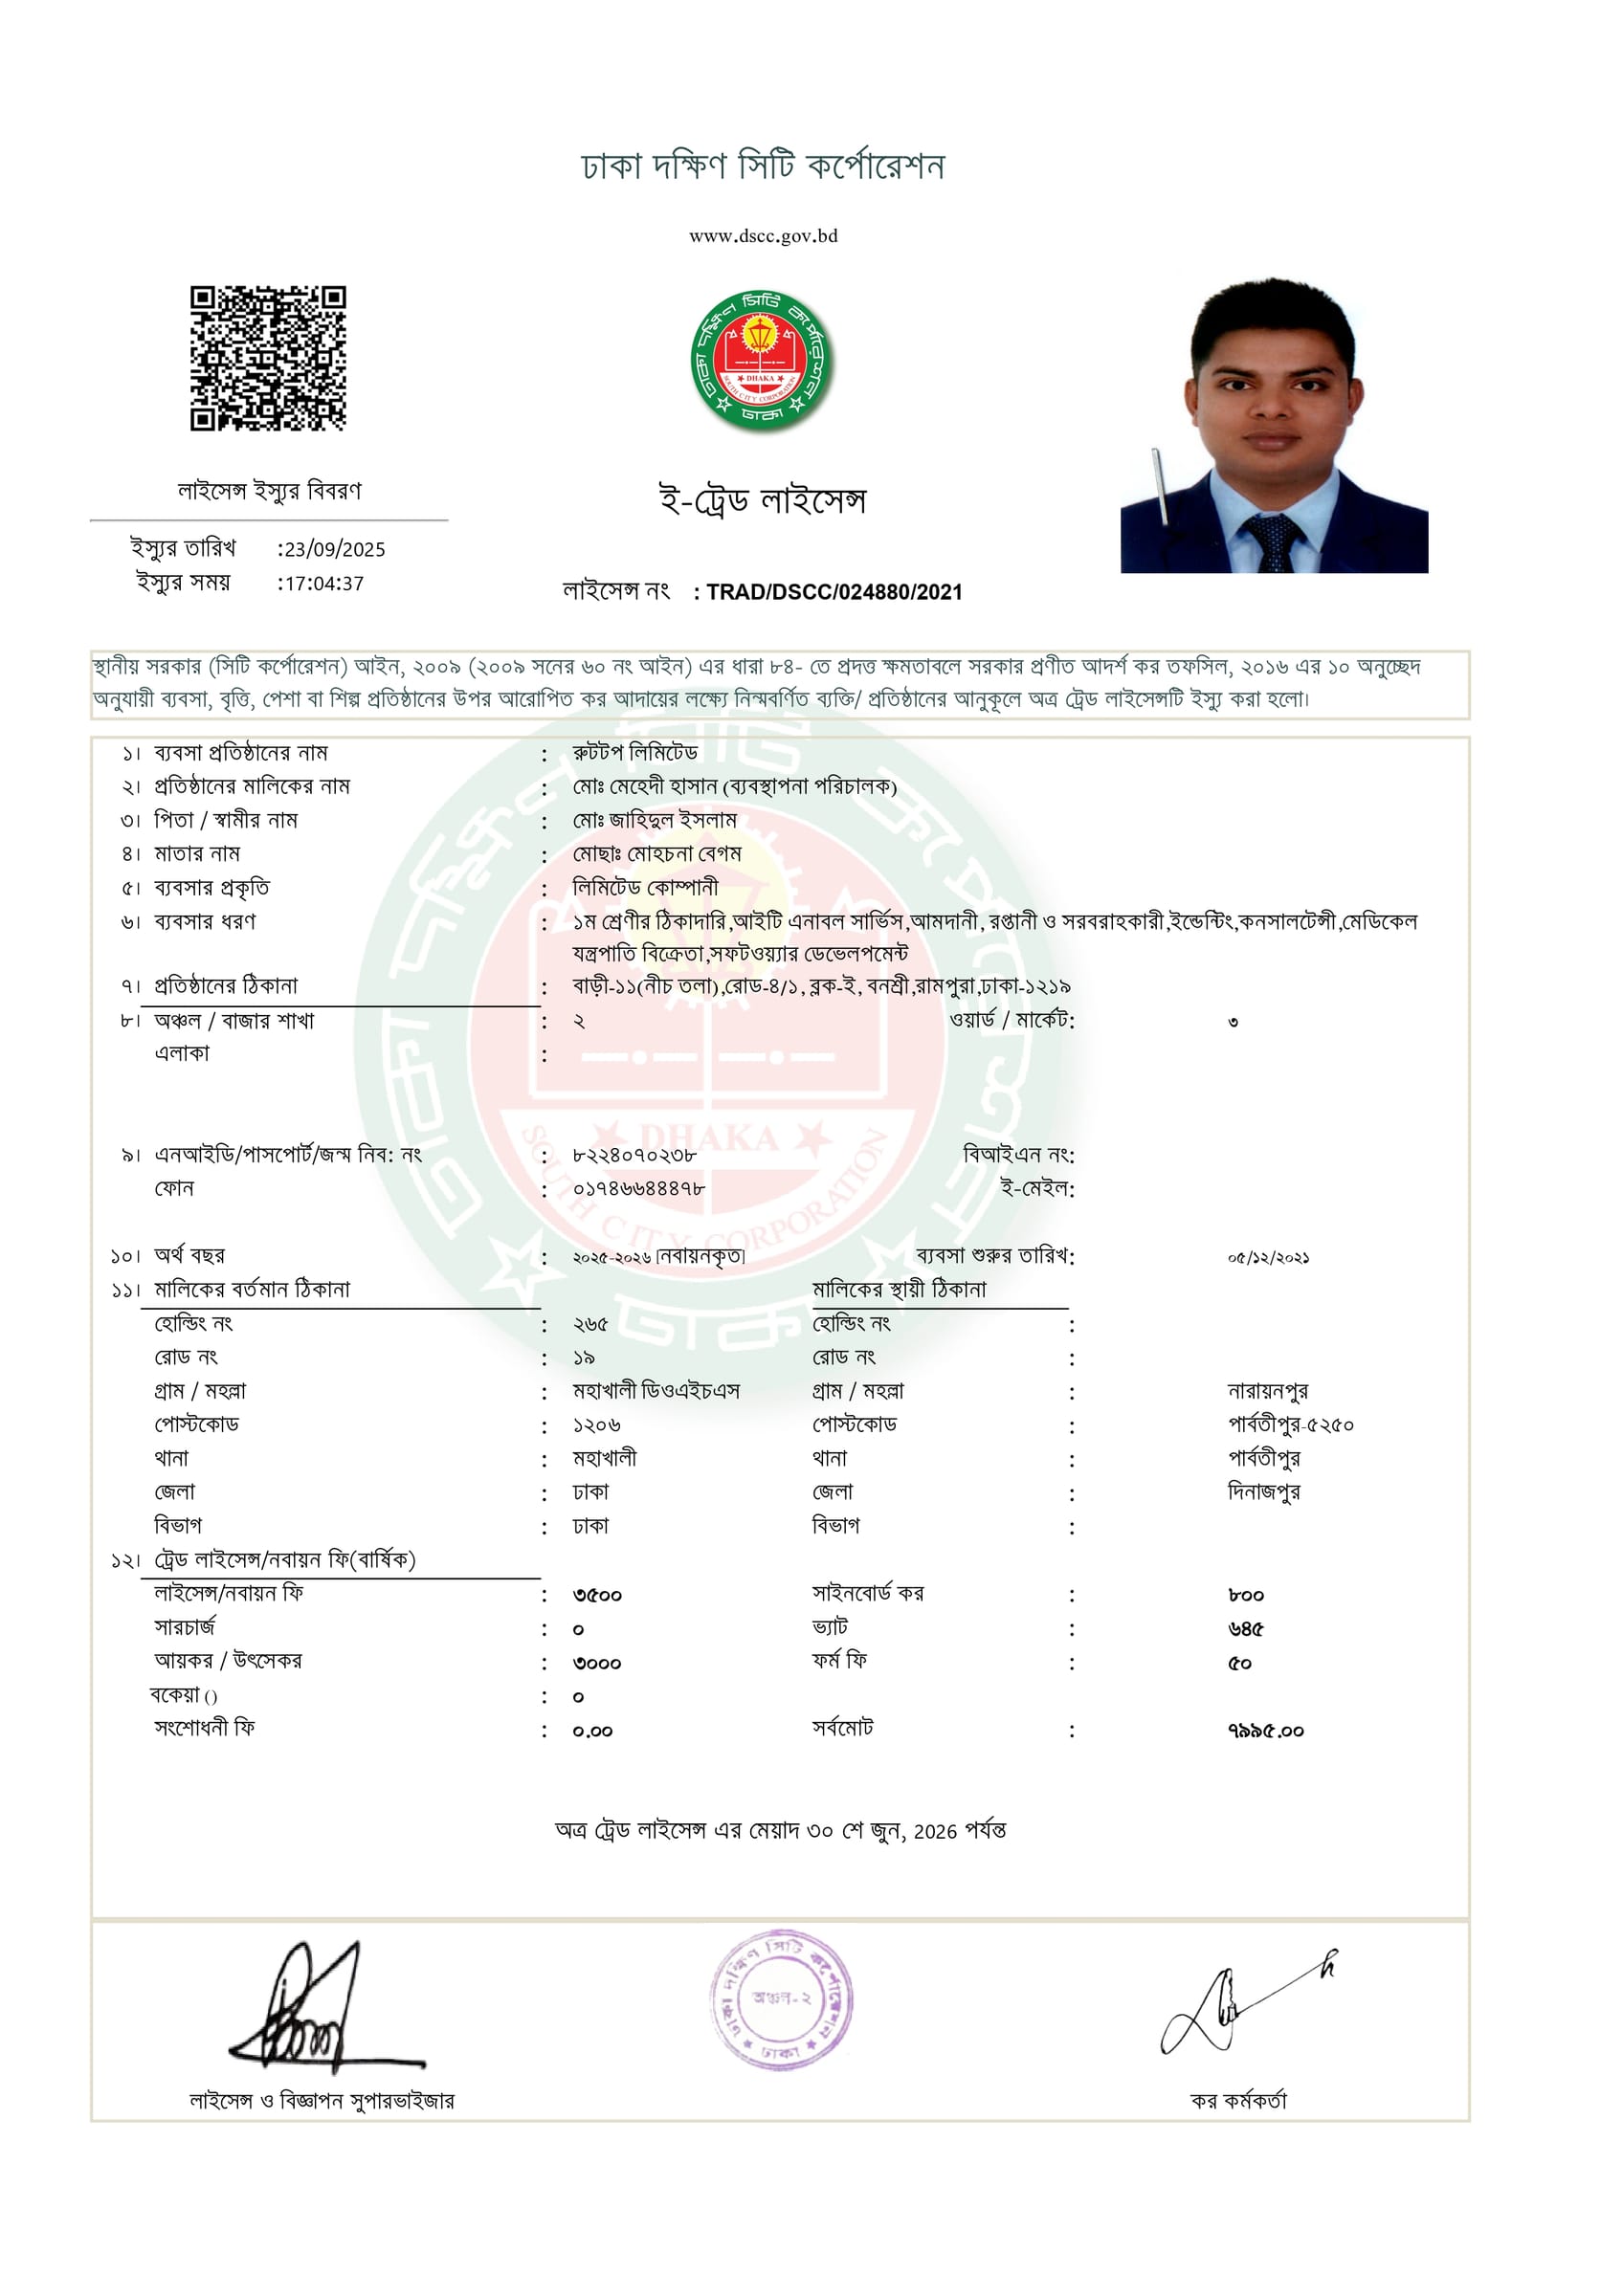 ঢাকা দক্ষিণ সিটি কর্পোরেশন
www.dscc.gov.bd
ঢাকা দক্ষিণ সিটি কর্পোরেশন
DHAKA
SOUTH CITY CORPORATION
ঢাকা
লাইসেন্স ইস্যুর বিবরণ
ই-ট্রেড লাইসেন্স
ইস্যুর তারিখ :23/09/2025
ইস্যুর সময় :17:04:37
লাইসেন্স নং : TRAD/DSCC/024880/2021
স্থানীয় সরকার (সিটি কর্পোরেশন) আইন, ২০০৯ (২০০৯ সনের ৬০ নং আইন) এর ধারা ৮৪- তে প্রদত্ত ক্ষমতাবলে সরকার প্রণীত আদর্শ কর তফসিল, ২০১৬ এর ১০ অনুচ্ছেদ
অনুযায়ী ব্যবসা, বৃত্তি, পেশা বা শিল্প প্রতিষ্ঠানের উপর আরোপিত কর আদায়ের লক্ষ্যে নিম্নবর্ণিত ব্যক্তি/ প্রতিষ্ঠানের আনুকূলে অত্র ট্রেড লাইসেন্সটি ইস্যু করা হলো।
১। ব্যবসা প্রতিষ্ঠানের নাম : রুটটপ লিমিটেড
২। প্রতিষ্ঠানের মালিকের নাম : মোঃ মেহেদী হাসান (ব্যবস্থাপনা পরিচালক)
৩। পিতা / স্বামীর নাম : মোঃ জাহিদুল ইসলাম
৪। মাতার নাম : মোছাঃ মোহচনা বেগম
৫। ব্যবসার প্রকৃতি : লিমিটেড কোম্পানী
৬। ব্যবসার ধরণ : ১ম শ্রেণীর ঠিকাদারি,আইটি এনাবল সার্ভিস,আমদানী, রপ্তানী ও সরবরাহকারী,ইন্ডেন্টিং,কনসালটেন্সী,মেডিকেল
যন্ত্রপাতি বিক্রেতা,সফটওয়্যার ডেভেলপমেন্ট
৭। প্রতিষ্ঠানের ঠিকানা : বাড়ী-১১(নীচ তলা),রোড-৪/১, ব্লক-ই, বনশ্রী,রামপুরা,ঢাকা-১২১৯
৮। অঞ্চল / বাজার শাখা : ২ ওয়ার্ড / মার্কেট: ৩
এলাকা :
৯। এনআইডি/পাসপোর্ট/জন্ম নিব: নং : ৮২২৪০৭০২৩৮ বিআইএন নং:
ফোন : ০১৭৪৬৬৪৪৪৭৮ ই-মেইল:
১০। অর্থ বছর : ২০২৫-২০২৬ [নবায়নকৃত] ব্যবসা শুরুর তারিখ: ০৫/১২/২০২১
১১। মালিকের বর্তমান ঠিকানা মালিকের স্থায়ী ঠিকানা
হোল্ডিং নং : ২৬৫ হোল্ডিং নং :
রোড নং : ১৯ রোড নং :
গ্রাম / মহল্লা : মহাখালী ডিওএইচএস গ্রাম / মহল্লা : নারায়নপুর
পোস্টকোড : ১২০৬ পোস্টকোড : পার্বতীপুর-৫২৫০
থানা : মহাখালী থানা : পার্বতীপুর
জেলা : ঢাকা জেলা : দিনাজপুর
বিভাগ : ঢাকা বিভাগ :
১২। ট্রেড লাইসেন্স/নবায়ন ফি(বার্ষিক)
লাইসেন্স/নবায়ন ফি : ৩৫০০ সাইনবোর্ড কর : ৮০০
সারচার্জ : ০ ভ্যাট : ৬৪৫
আয়কর / উৎসেকর : ৩০০০ ফর্ম ফি : ৫০
বকেয়া () : ০
সংশোধনী ফি : ০.০০ সর্বমোট : ৭৯৯৫.০০
অত্র ট্রেড লাইসেন্স এর মেয়াদ ৩০ শে জুন, 2026 পর্যন্ত
ঢাকা দক্ষিণ সিটি কর্পোরেশন
অঞ্চল-২
ঢাকা
লাইসেন্স ও বিজ্ঞাপন সুপারভাইজার
কর কর্মকর্তা